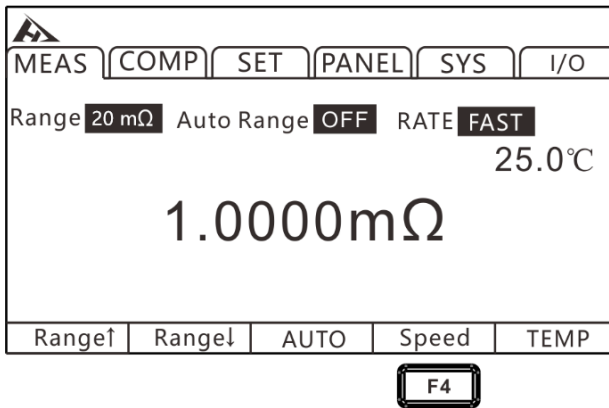 MEAS COMP SET PANEL SYS I/O
Range 20 mΩ Auto Range OFF RATE FAST
25.0℃
1.0000mΩ
Range↑ Range↓ AUTO Speed TEMP
F4